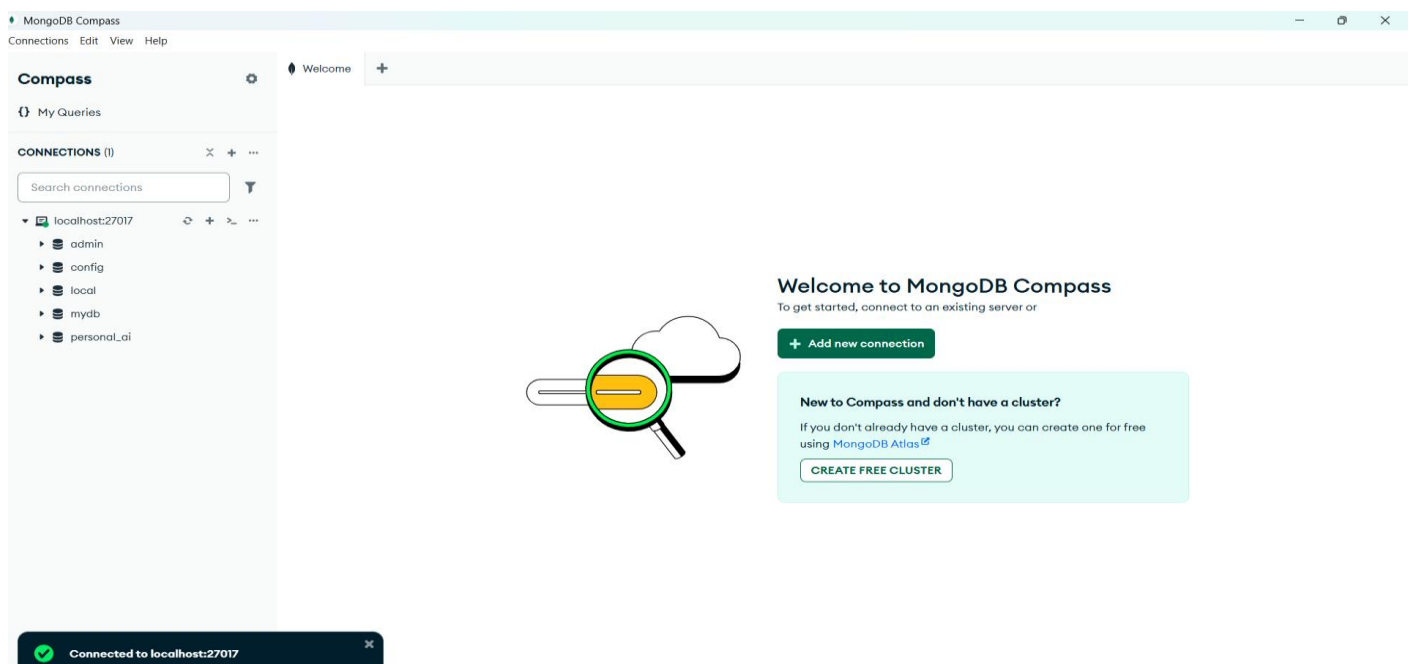 MongoDB Compass
Connections Edit View Help
Compass
Welcome
{} My Queries
CONNECTIONS (1)
Search connections
localhost:27017
admin
config
local
mydb
personal_ai
Welcome to MongoDB Compass
To get started, connect to an existing server or
+ Add new connection
New to Compass and don't have a cluster?
If you don't already have a cluster, you can create one for free
using MongoDB Atlas
CREATE FREE CLUSTER
Connected to localhost:27017